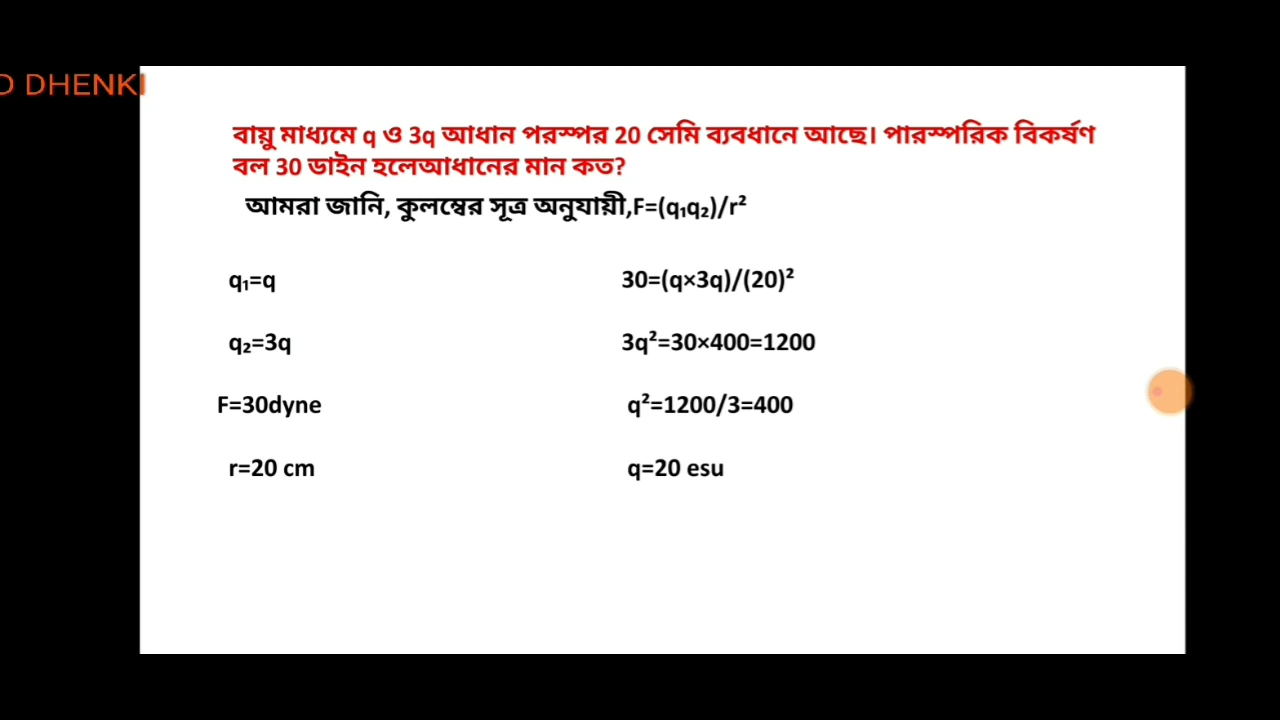 D DHENKI
বায়ু মাধ্যমে q ও 3q আধান পরস্পর 20 সেমি ব্যবধানে আছে। পারস্পরিক বিকর্ষণ
বল 30 ডাইন হলেআধানের মান কত?
আমরা জানি, কুলম্বের সূত্র অনুযায়ী,F=(q₁q₂)/r²
q₁=q
30=(q×3q)/(20)²
q₂=3q
3q²=30×400=1200
F=30dyne
q²=1200/3=400
r=20 cm
q=20 esu